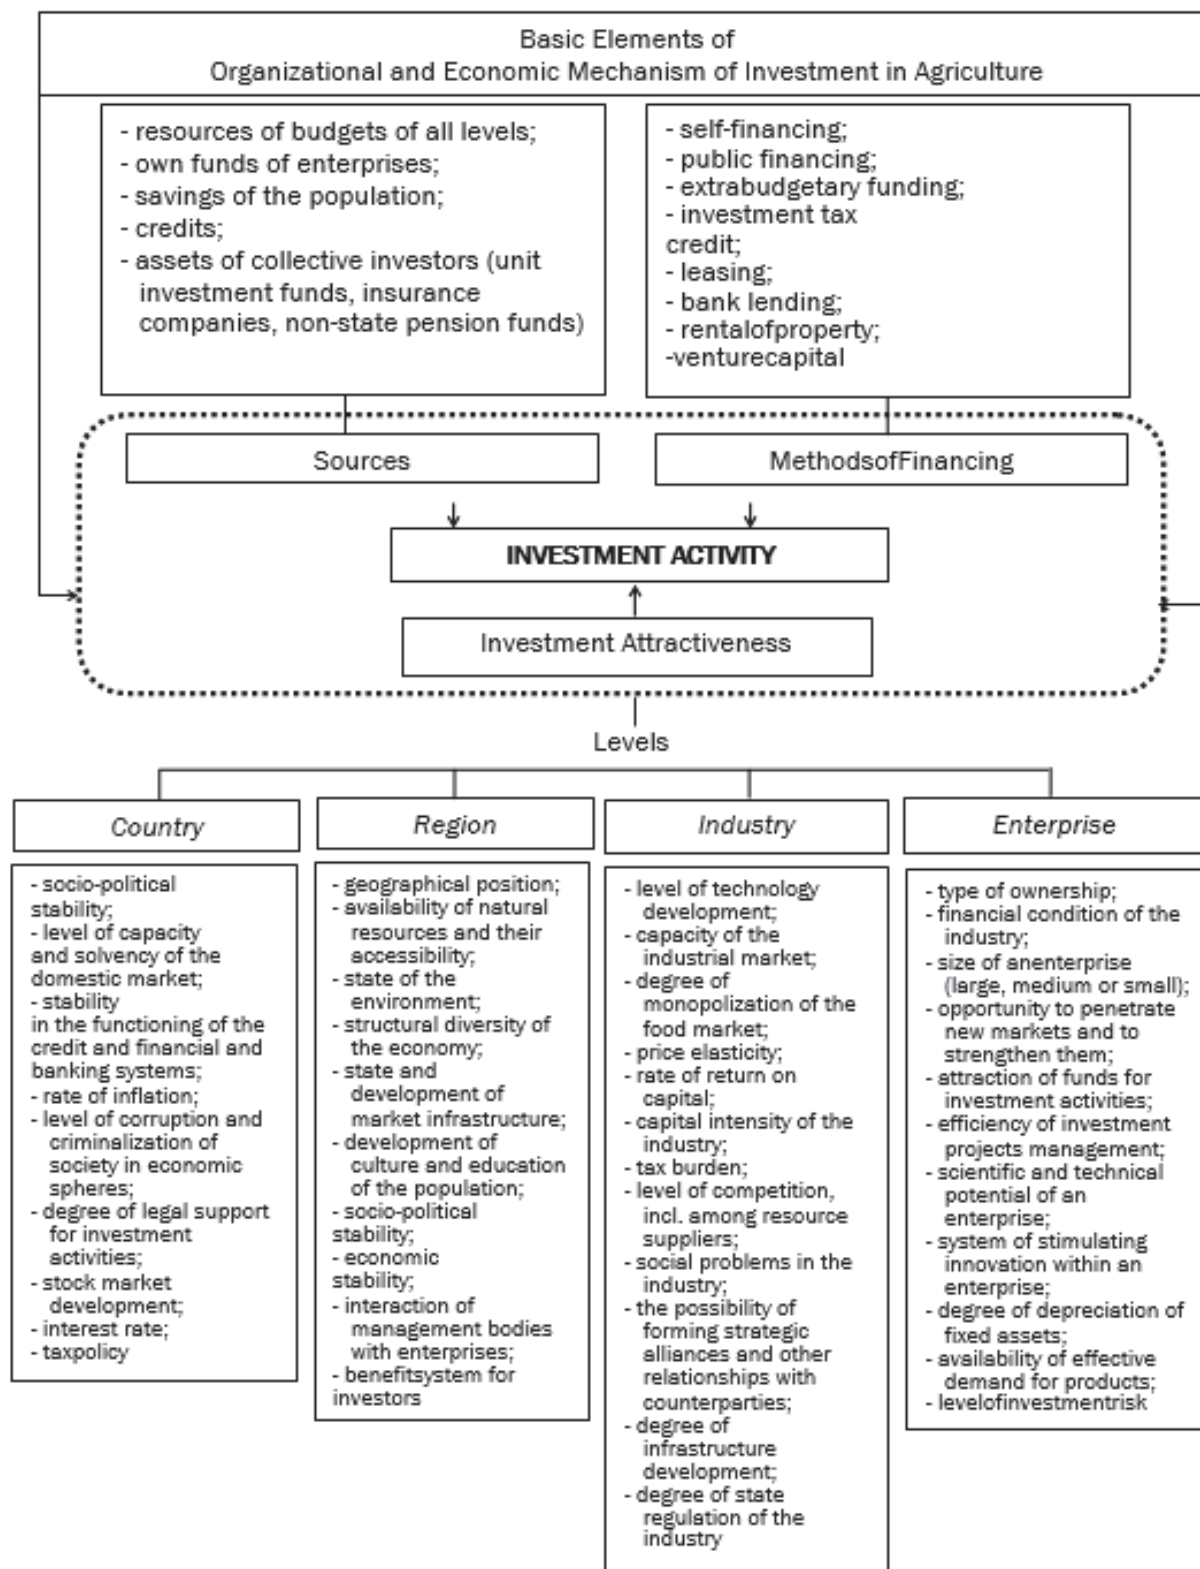 Basic Elements of
Organizational and Economic Mechanism of Investment in Agriculture
- resources of budgets of all levels;
- own funds of enterprises;
- savings of the population;
- credits;
- assets of collective investors (unit
investment funds, insurance
companies, non-state pension funds)
- self-financing;
- public financing;
- extrabudgetary funding;
- investment tax
credit;
- leasing;
- bank lending;
- rentalofproperty;
-venturecapital
Sources
MethodsofFinancing
INVESTMENT ACTIVITY
Investment Attractiveness
Levels
Country
- socio-political
stability;
- level of capacity
and solvency of the
domestic market;
- stability
in the functioning of the
credit and financial and
banking systems;
- rate of inflation;
- level of corruption and
criminalization of
society in economic
spheres;
- degree of legal support
for investment
activities;
- stock market
development;
- interest rate;
- taxpolicy
Region
- geographical position;
- availability of natural
resources and their
accessibility;
- state of the
environment;
- structural diversity of
the economy;
- state and
development of
market infrastructure;
- development of
culture and education
of the population;
- socio-political
stability;
- economic
stability;
- interaction of
management bodies
with enterprises;
- benefitsystem for
investors
Industry
- level of technology
development;
- capacity of the
industrial market;
- degree of
monopolization of the
food market;
- price elasticity;
- rate of return on
capital;
- capital intensity of the
industry;
- tax burden;
- level of competition,
incl. among resource
suppliers;
- social problems in the
industry;
- the possibility of
forming strategic
alliances and other
relationships with
counterparties;
- degree of
infrastructure
development;
- degree of state
regulation of the
industry
Enterprise
- type of ownership;
- financial condition of the
industry;
- size of anenterprise
(large, medium or small);
- opportunity to penetrate
new markets and to
strengthen them;
- attraction of funds for
investment activities;
- efficiency of investment
projects management;
- scientific and technical
potential of an
enterprise;
- system of stimulating
innovation within an
enterprise;
- degree of depreciation of
fixed assets;
- availability of effective
demand for products;
- levelofinvestmentrisk